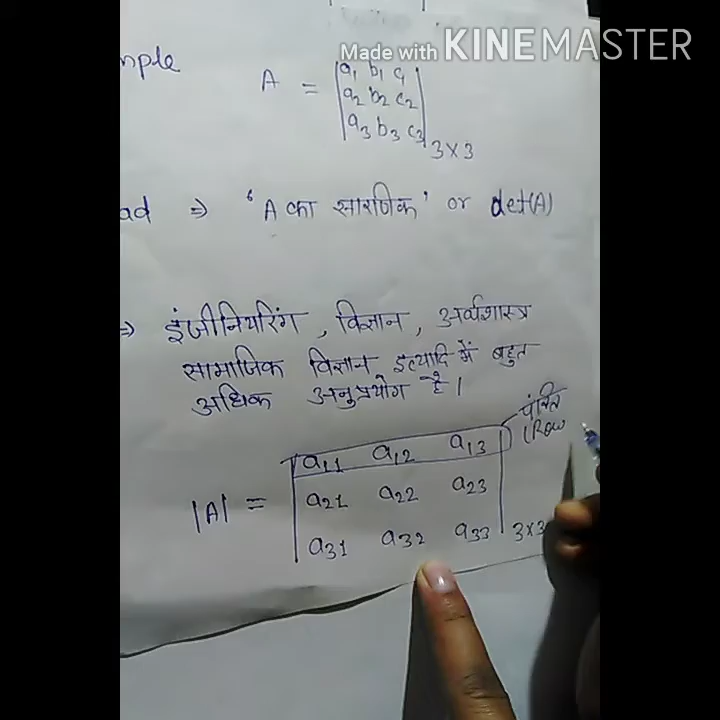 Made with KINEMASTER
mple A = | a1 b1 c1
a2 b2 c2
a3 b3 c3 | 3×3
ad ⇒ ‘A का सारणिक’ or det(A)
⇒ इंजीनियरिंग, विज्ञान, अर्थशास्त्र
सामाजिक विज्ञान इत्यादि में बहुत
अधिक अनुप्रयोग है।
पंक्ति
(Row
|A| = | a11 a12 a13
a21 a22 a23
a31 a32 a33 | 3×3